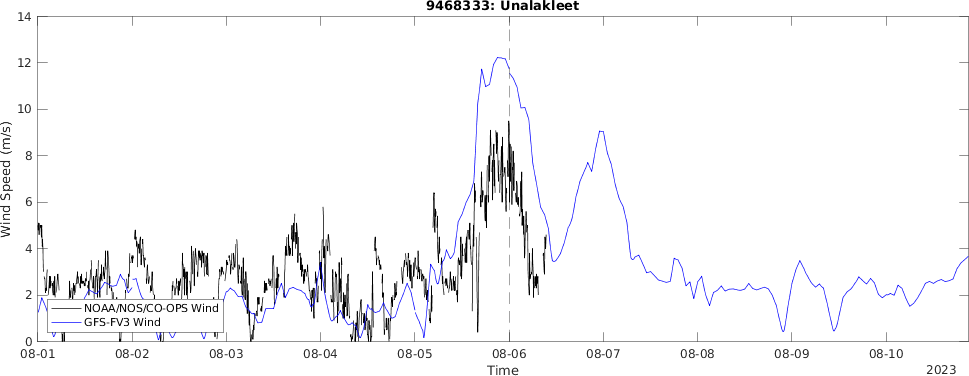 9468333: Unalakleet
14
12
10
8
6
4
2
0
Wind Speed (m/s)
NOAA/NOS/CO-OPS Wind
GFS-FV3 Wind
08-01 08-02 08-03 08-04 08-05 08-06 08-07 08-08 08-09 08-10
Time
2023